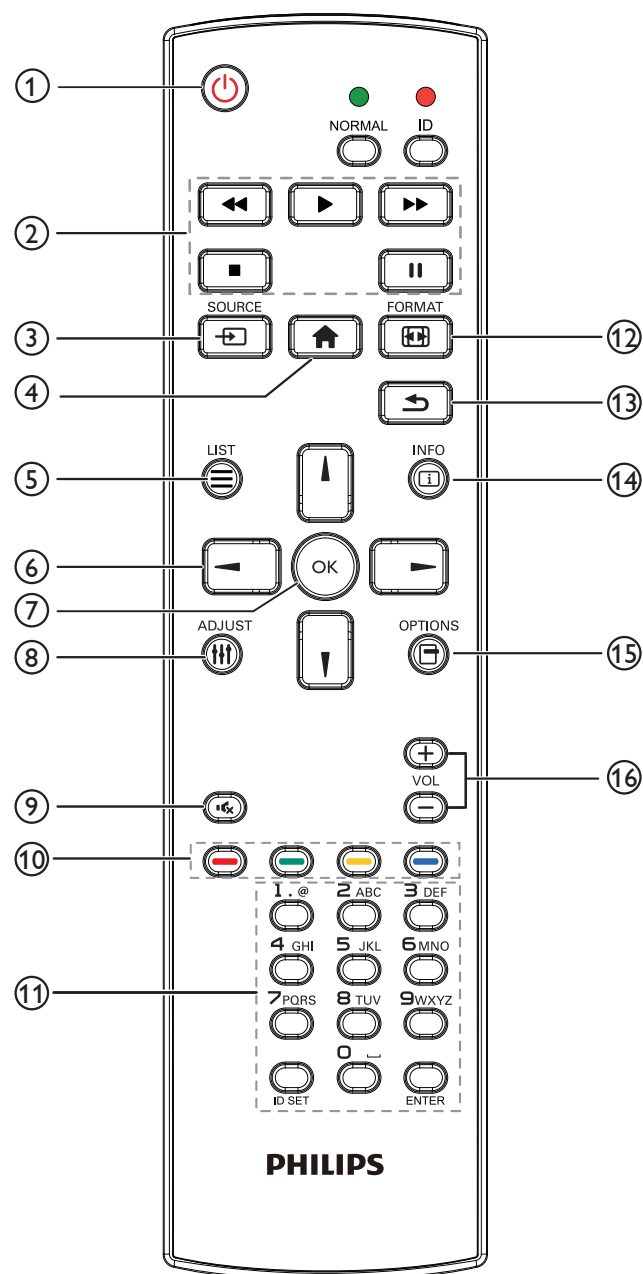 1
NORMAL ID
2
SOURCE FORMAT
3 12
4
13
LIST INFO
5 i 14
6 OK
7
ADJUST OPTIONS
8 15
+
VOL 16
9 −
10
1 . @ 2 ABC 3 DEF
4 GHI 5 JKL 6 MNO
11
7 PQRS 8 TUV 9 WXYZ
0 ⎵
ID SET ENTER
PHILIPS